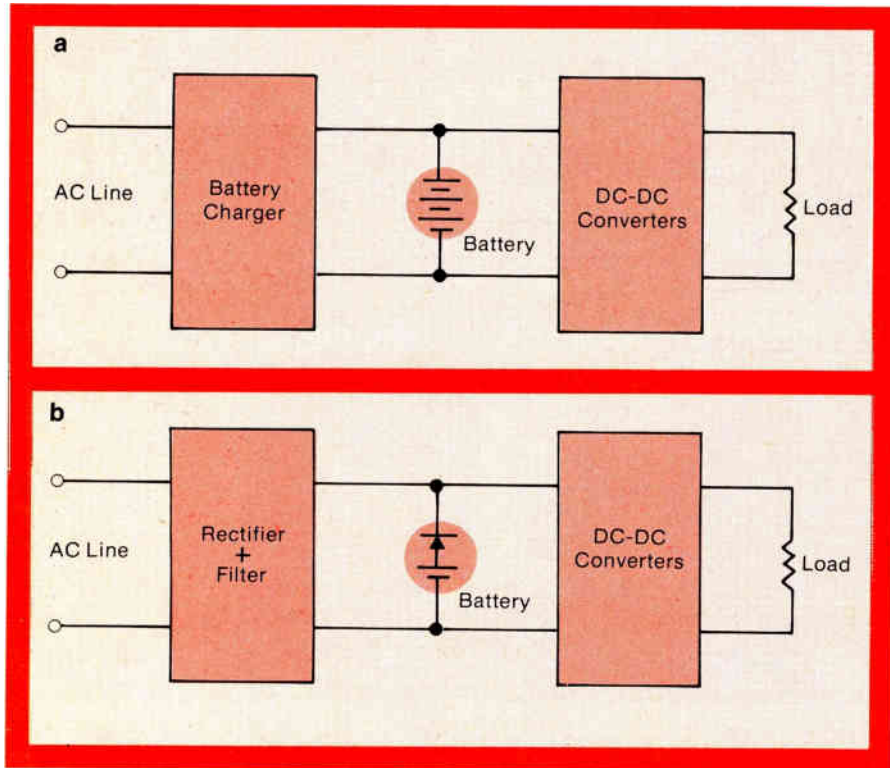 a
AC Line
Battery
Charger
Battery
DC-DC
Converters
Load
b
AC Line
Rectifier
+
Filter
Battery
DC-DC
Converters
Load